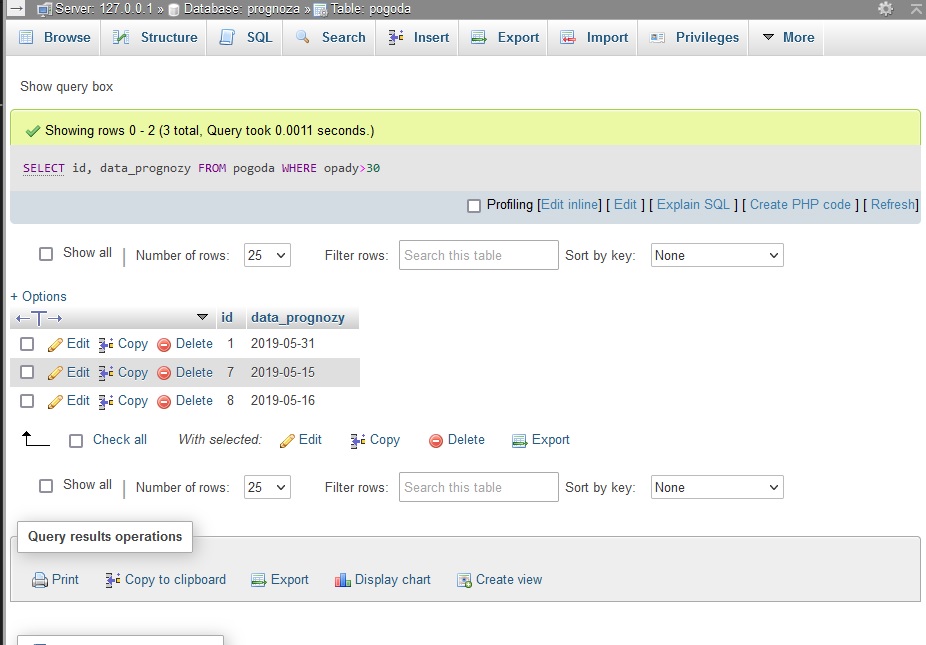 Server: 127.0.0.1 » Database: prognoza » Table: pogoda
Browse Structure SQL Search Insert Export Import Privileges More
Show query box
Showing rows 0 - 2 (3 total, Query took 0.0011 seconds.)
SELECT id, data_prognozy FROM pogoda WHERE opady>30
Profiling [Edit inline] [ Edit ] [ Explain SQL ] [ Create PHP code ] [ Refresh]
Show all | Number of rows: 25 Filter rows: Search this table Sort by key: None
+ Options
←T→ id data_prognozy
Edit Copy Delete 1 2019-05-31
Edit Copy Delete 7 2019-05-15
Edit Copy Delete 8 2019-05-16
Check all With selected: Edit Copy Delete Export
Show all | Number of rows: 25 Filter rows: Search this table Sort by key: None
Query results operations
Print Copy to clipboard Export Display chart Create view